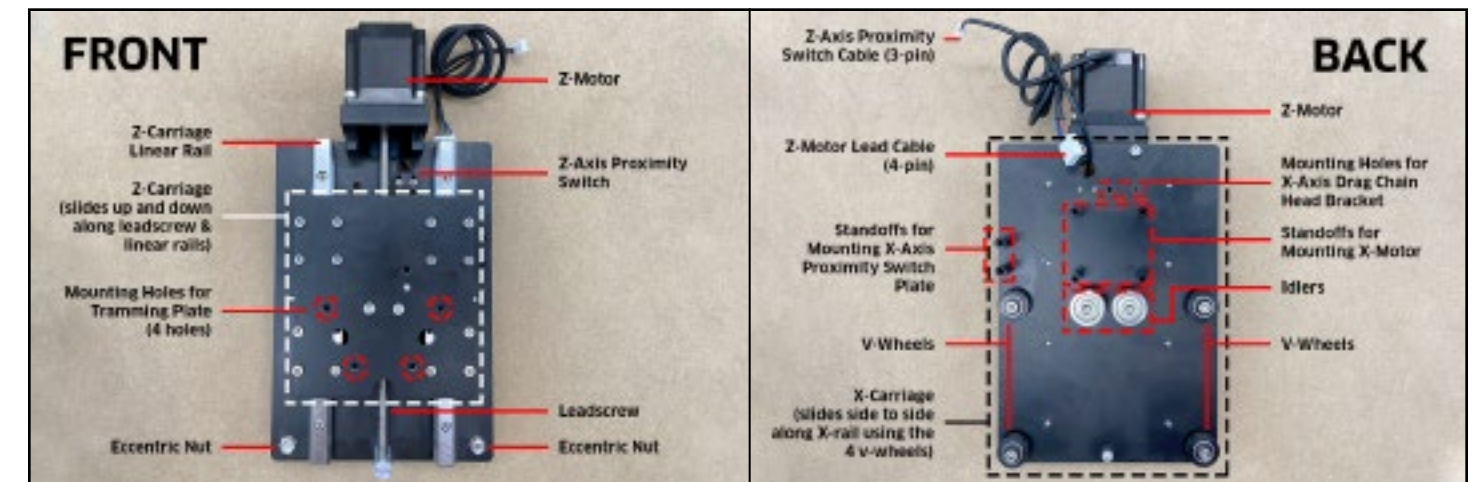 FRONT
Z-Motor
Z-Carriage
Linear Rail
Z-Axis Proximity
Switch
Z-Carriage
(slides up and down
along leadscrew &
linear rails)
Mounting Holes for
Tramming Plate
(4 holes)
Leadscrew
Eccentric Nut
Eccentric Nut
BACK
Z-Axis Proximity
Switch Cable (3-pin)
Z-Motor
Z-Motor Lead Cable
(4-pin)
Mounting Holes for
X-Axis Drag Chain
Head Bracket
Standoffs for
Mounting X-Axis
Proximity Switch
Plate
Standoffs for
Mounting X-Motor
Idlers
V-Wheels
V-Wheels
X-Carriage
(slides side to side
along X-rail using the
4 v-wheels)